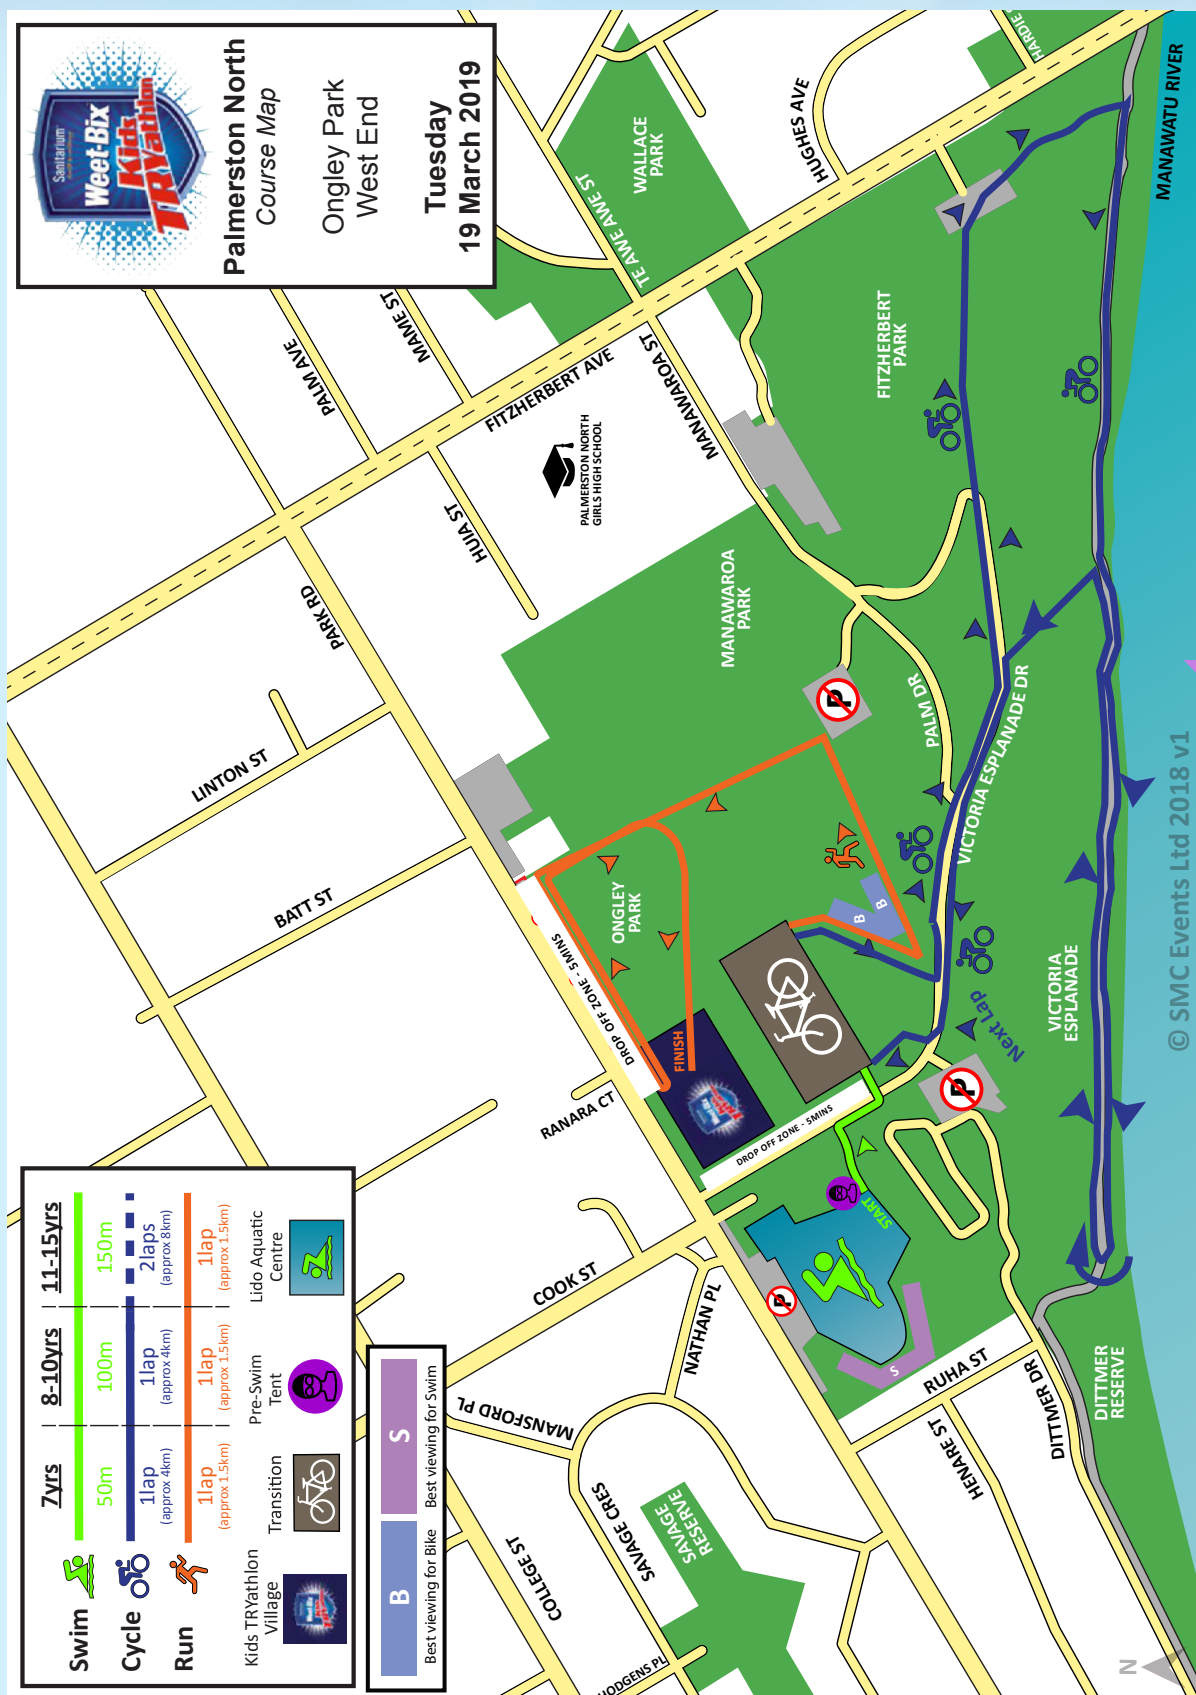 Sanitarium
Weet-Bix
Kids
TRYathlon
Palmerston North
Course Map
Ongley Park
West End
Tuesday
19 March 2019
7yrs
8-10yrs
11-15yrs
Swim
50m
100m
150m
Cycle
1lap
(approx 4km)
1lap
(approx 4km)
2laps
(approx 8km)
Run
1lap
(approx 1.5km)
1lap
(approx 1.5km)
1lap
(approx 1.5km)
Kids TRYathlon
Village
Transition
Pre-Swim
Tent
Lido Aquatic
Centre
B
Best viewing for Bike
S
Best viewing for Swim
PALM AVE
MAME ST
FITZHERBERT AVE
TE AWE AWE ST
WALLACE
PARK
HUGHES AVE
HARDIE S
MANAWATU RIVER
PARK RD
HUIA ST
PALMERSTON NORTH
GIRLS HIGH SCHOOL
MANAWAROA ST
FITZHERBERT
PARK
MANAWAROA
PARK
LINTON ST
BATT ST
RANARA CT
DROP OFF ZONE - 5MINS
ONGLEY
PARK
FINISH
P
PALM DR
VICTORIA ESPLANADE DR
B
B
DROP OFF ZONE - 5MINS
Next Lap
P
VICTORIA
ESPLANADE
START
COOK ST
NATHAN PL
P
S
RUHA ST
HENARE ST
DITTMER DR
DITTMER
RESERVE
MANSFORD PL
SAVAGE CRES
SAVAGE
RESERVE
COLLEGE ST
HODGENS PL
N
© SMC Events Ltd 2018 v1